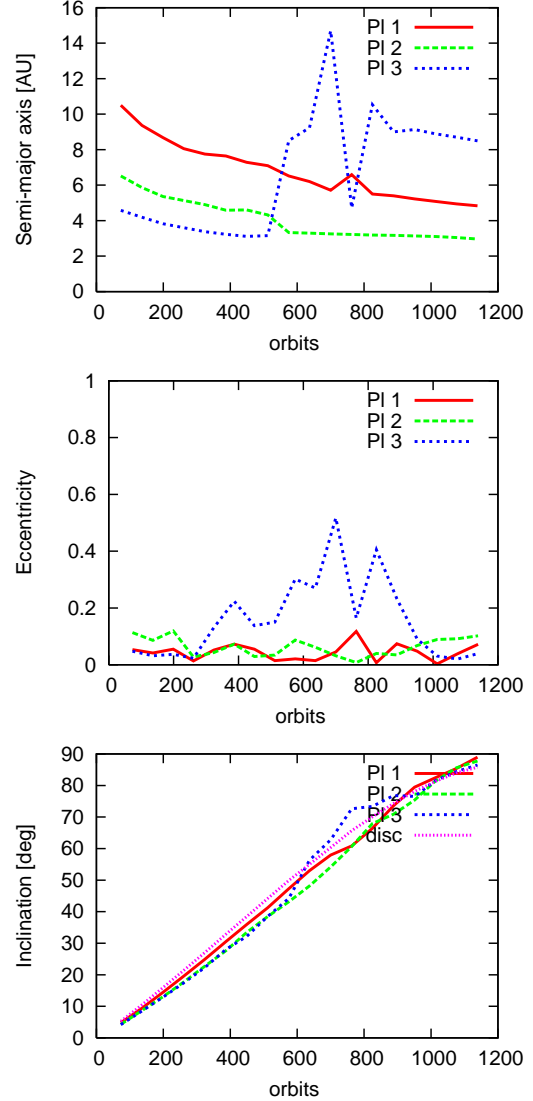 Semi-major axis [AU]
16
14
12
10
8
6
4
2
0
Pl 1
Pl 2
Pl 3
0 200 400 600 800 1000 1200
orbits
Eccentricity
1
0.8
0.6
0.4
0.2
0
Pl 1
Pl 2
Pl 3
0 200 400 600 800 1000 1200
orbits
Inclination [deg]
90
80
70
60
50
40
30
20
10
0
Pl 1
Pl 2
Pl 3
disc
0 200 400 600 800 1000 1200
orbits